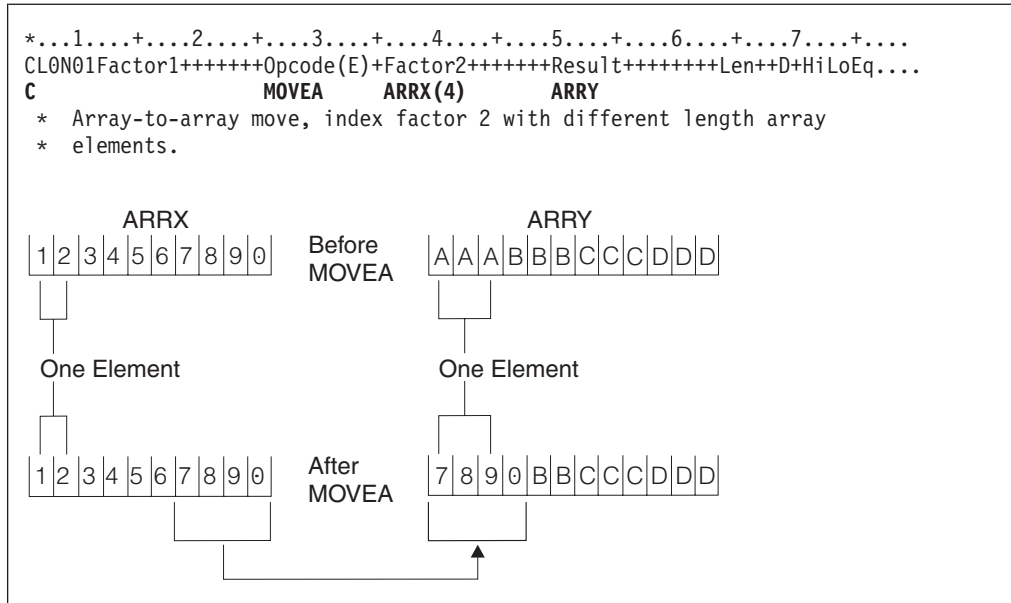 *...1....+....2....+....3....+....4....+....5....+....6....+....7....+....
CL0N01Factor1+++++++Opcode(E)+Factor2+++++++Result++++++++Len++D+HiLoEq....
C                   MOVEA     ARRX(4)       ARRY
 *  Array-to-array move, index factor 2 with different length array
 *  elements.
ARRX ARRY
1 2 3 4 5 6 7 8 9 0 Before A A A B B B C C C D D D
MOVEA
One Element One Element
1 2 3 4 5 6 7 8 9 0 After 7 8 9 0 B B C C C D D D
MOVEA